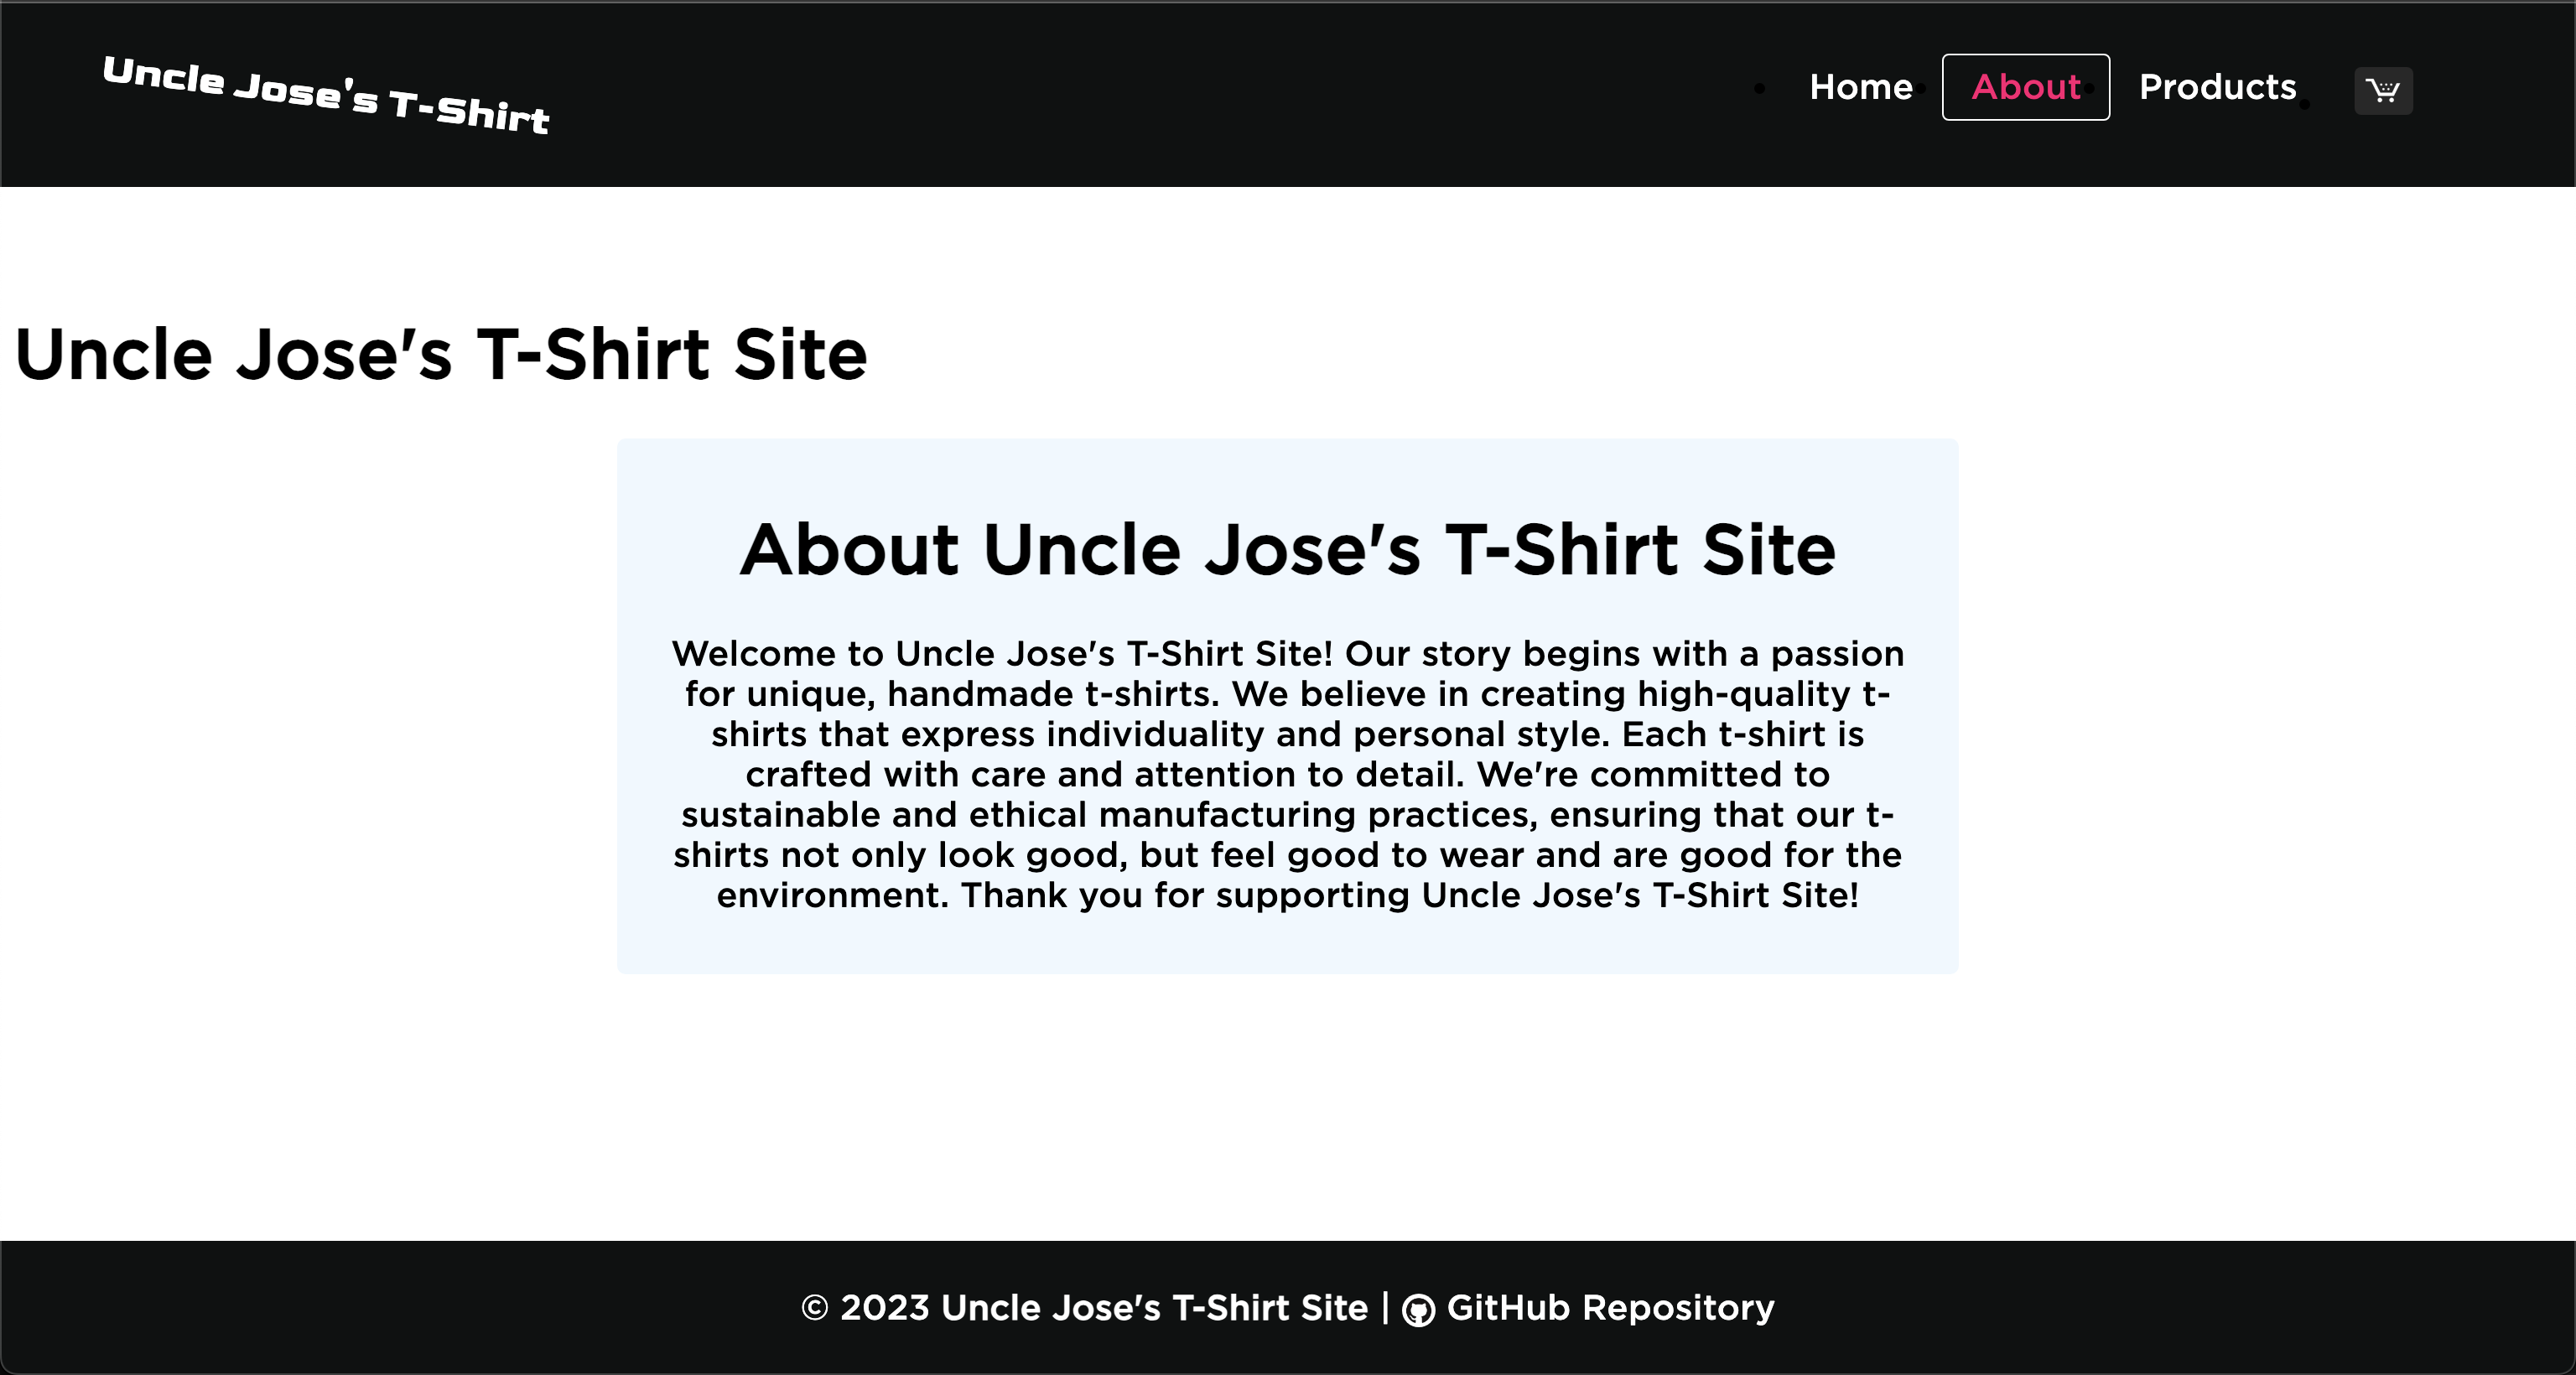 Uncle Jose's T-Shirt
Home
About
Products
Uncle Jose's T-Shirt Site
About Uncle Jose's T-Shirt Site
Welcome to Uncle Jose's T-Shirt Site! Our story begins with a passion
for unique, handmade t-shirts. We believe in creating high-quality t-
shirts that express individuality and personal style. Each t-shirt is
crafted with care and attention to detail. We're committed to
sustainable and ethical manufacturing practices, ensuring that our t-
shirts not only look good, but feel good to wear and are good for the
environment. Thank you for supporting Uncle Jose's T-Shirt Site!
© 2023 Uncle Jose's T-Shirt Site | GitHub Repository